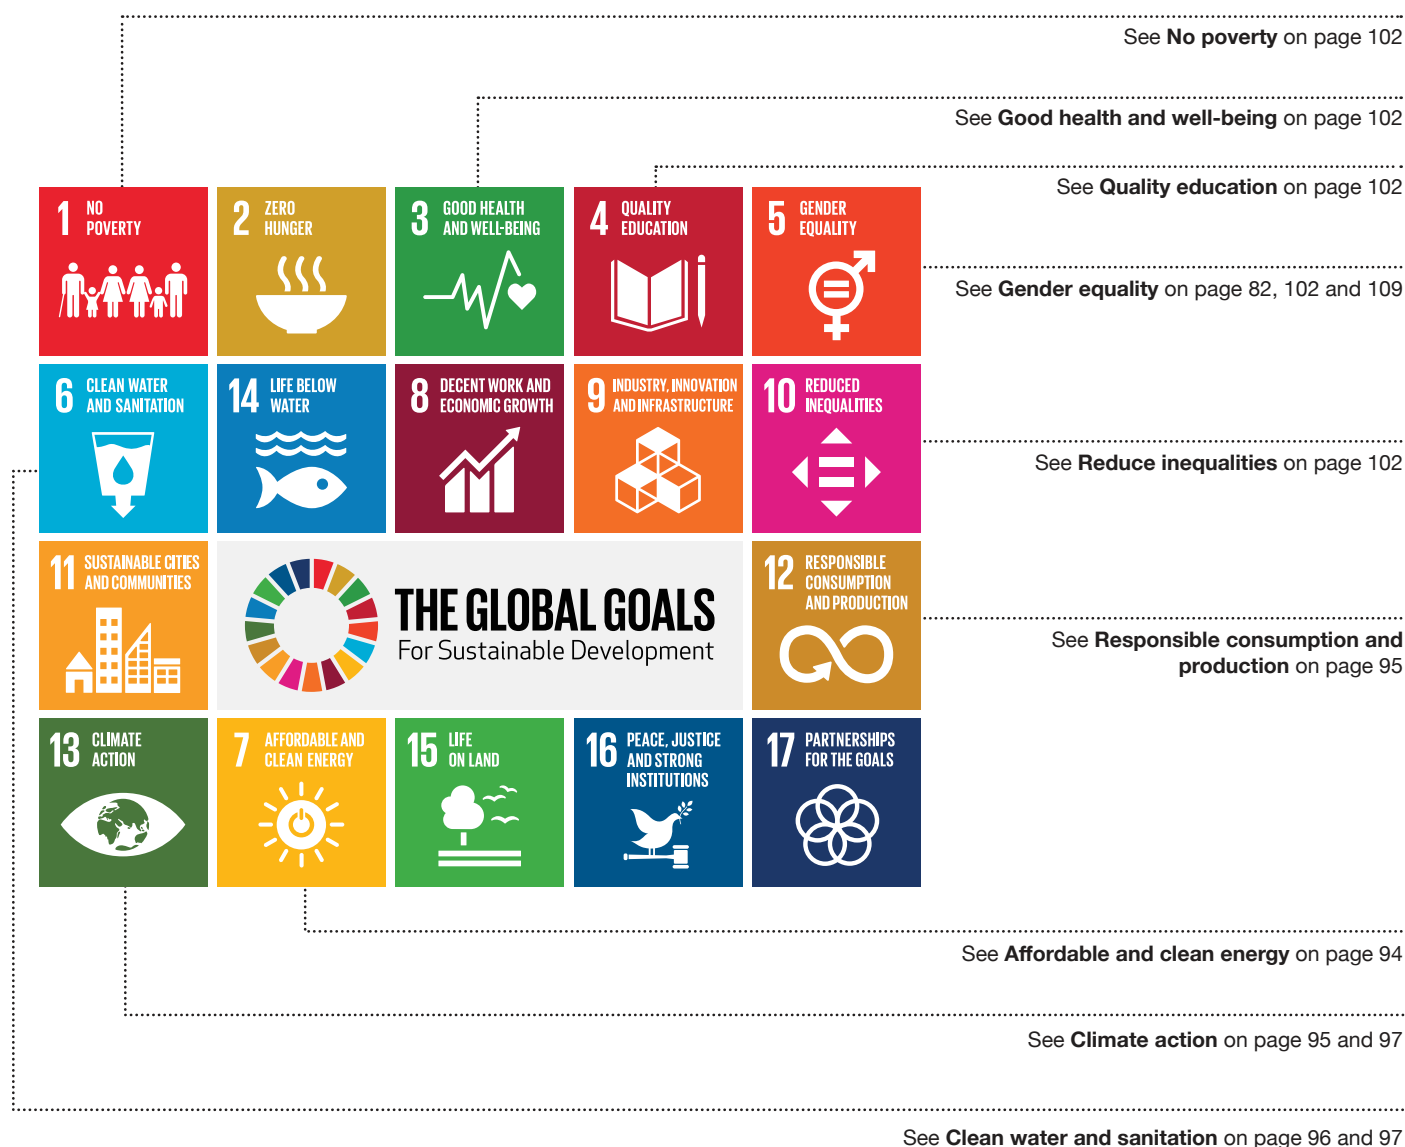 See No poverty on page 102
See Good health and well-being on page 102
See Quality education on page 102
1 NO
POVERTY
2 ZERO
HUNGER
3 GOOD HEALTH
AND WELL-BEING
4 QUALITY
EDUCATION
5 GENDER
EQUALITY
See Gender equality on page 82, 102 and 109
6 CLEAN WATER
AND SANITATION
14 LIFE BELOW
WATER
8 DECENT WORK AND
ECONOMIC GROWTH
9 INDUSTRY, INNOVATION
AND INFRASTRUCTURE
10 REDUCED
INEQUALITIES
See Reduce inequalities on page 102
11 SUSTAINABLE CITIES
AND COMMUNITIES
THE GLOBAL GOALS
For Sustainable Development
12 RESPONSIBLE
CONSUMPTION
AND PRODUCTION
See Responsible consumption and
production on page 95
13 CLIMATE
ACTION
7 AFFORDABLE AND
CLEAN ENERGY
15 LIFE
ON LAND
16 PEACE, JUSTICE
AND STRONG
INSTITUTIONS
17 PARTNERSHIPS
FOR THE GOALS
See Affordable and clean energy on page 94
See Climate action on page 95 and 97
See Clean water and sanitation on page 96 and 97